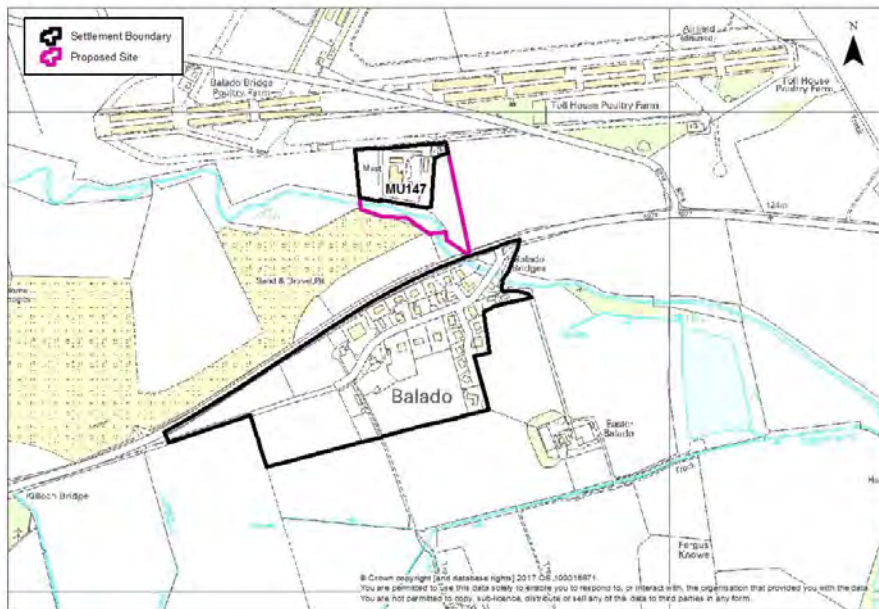 Settlement Boundary
Proposed Site
N
Airfield
(disused)
Balado Bridge
Poultry Farm
Toll House
Poultry Farm
Toll House Poultry Farm
Track
Mast
MU147
124m
Sand & Gravel Pit
Balado
Bridges
Balado
Easter
Balado
Track
Killoch Bridge
Fergus
Knowe
© Crown copyright [and database rights] 2017 OS 100016971.
You are permitted to use this data solely to enable you to respond to, or interact with, the organisation that provided you with the data.
You are not permitted to copy, sub-licence, distribute or sell any of this data to third parties in any form.